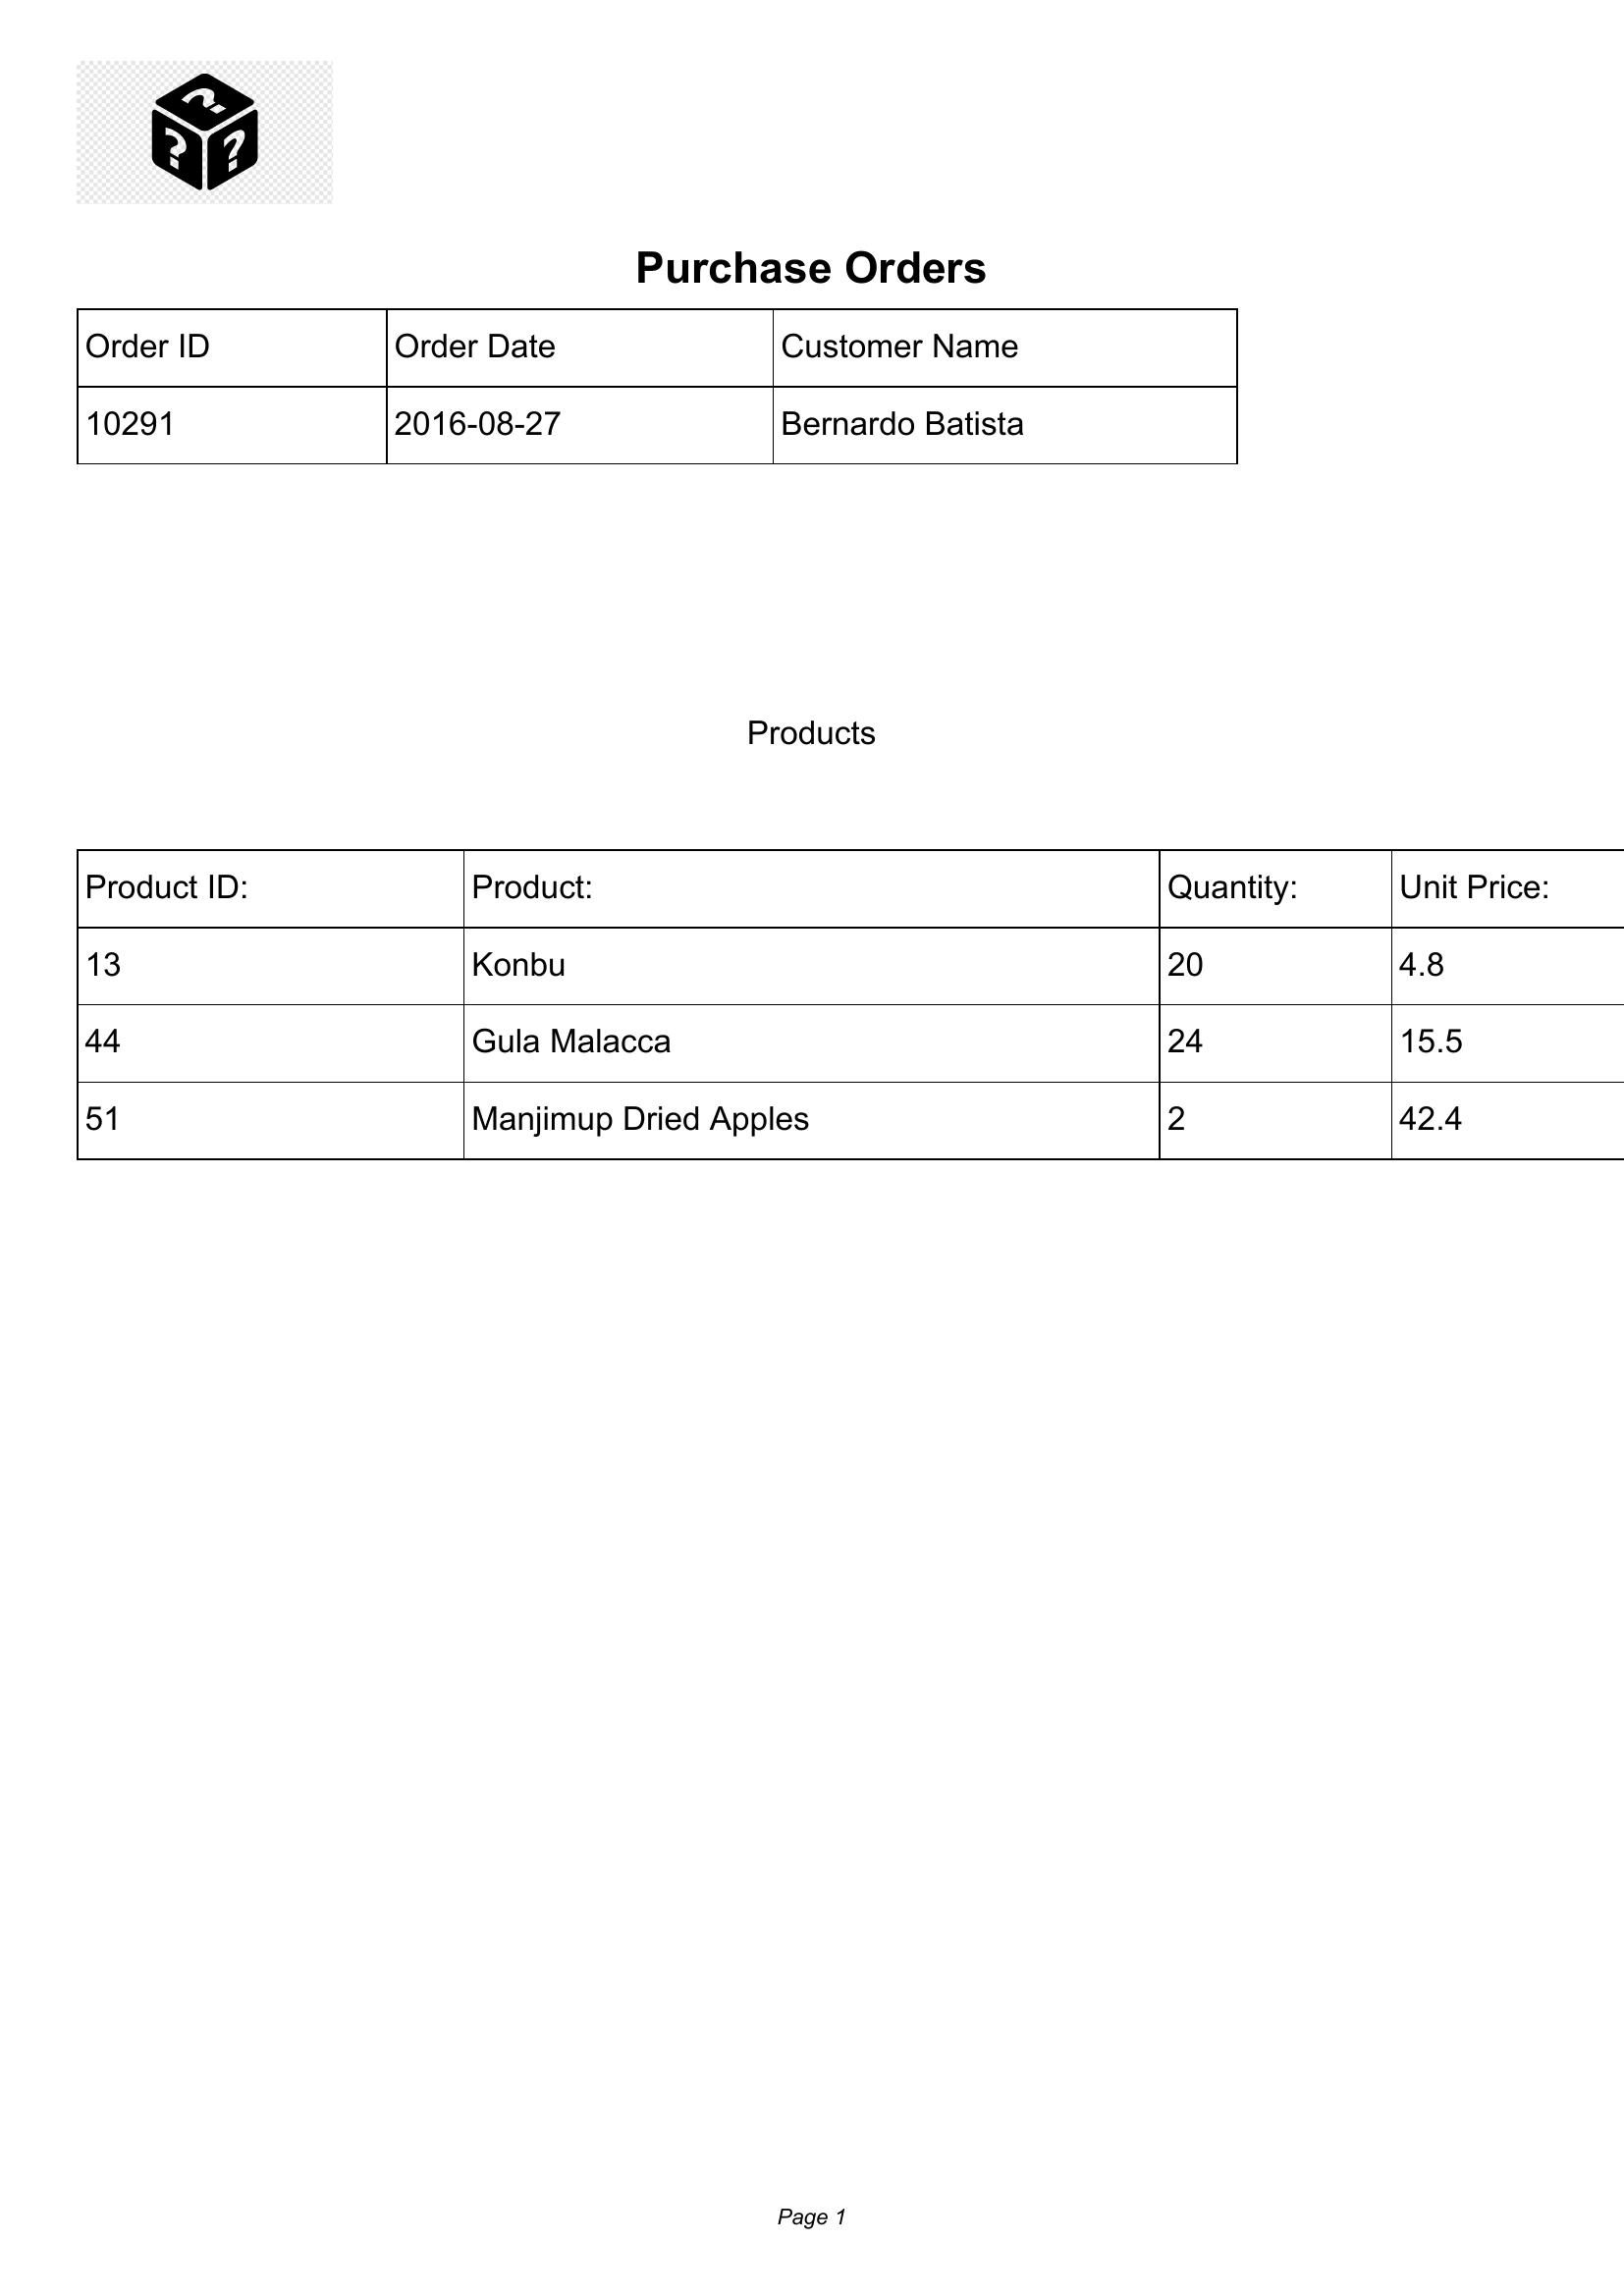 Purchase Orders
Order ID Order Date Customer Name
10291 2016-08-27 Bernardo Batista
Products
Product ID: Product: Quantity: Unit Price:
13 Konbu 20 4.8
44 Gula Malacca 24 15.5
51 Manjimup Dried Apples 2 42.4
Page 1